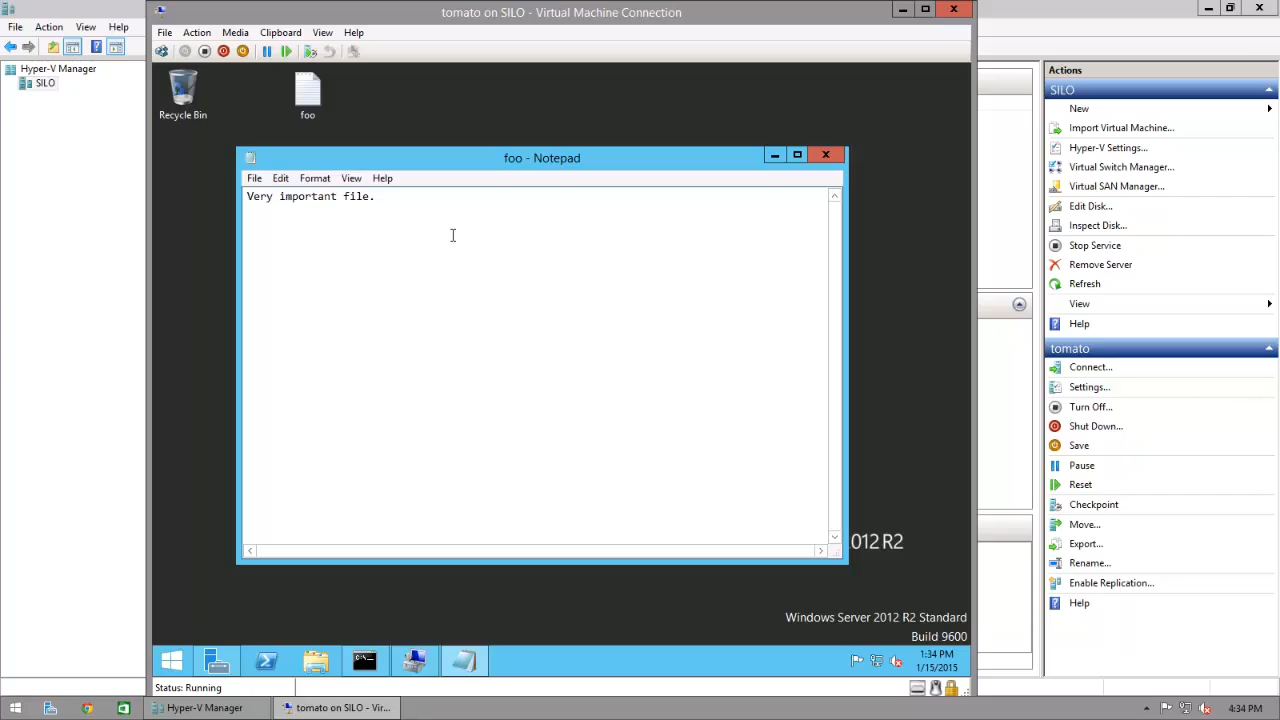 tomato on SILO - Virtual Machine Connection
File Action View Help
File Action Media Clipboard View Help
Hyper-V Manager
SILO
Recycle Bin
foo
foo - Notepad
File Edit Format View Help
Very important file.
012 R2
Windows Server 2012 R2 Standard
Build 9600
1:34 PM
1/15/2015
Status: Running
Actions
SILO
New
Import Virtual Machine...
Hyper-V Settings...
Virtual Switch Manager...
Virtual SAN Manager...
Edit Disk...
Inspect Disk...
Stop Service
Remove Server
Refresh
View
Help
tomato
Connect...
Settings...
Turn Off...
Shut Down...
Save
Pause
Reset
Checkpoint
Move...
Export...
Rename...
Enable Replication...
Help
Hyper-V Manager
tomato on SILO - Vir...
4:34 PM